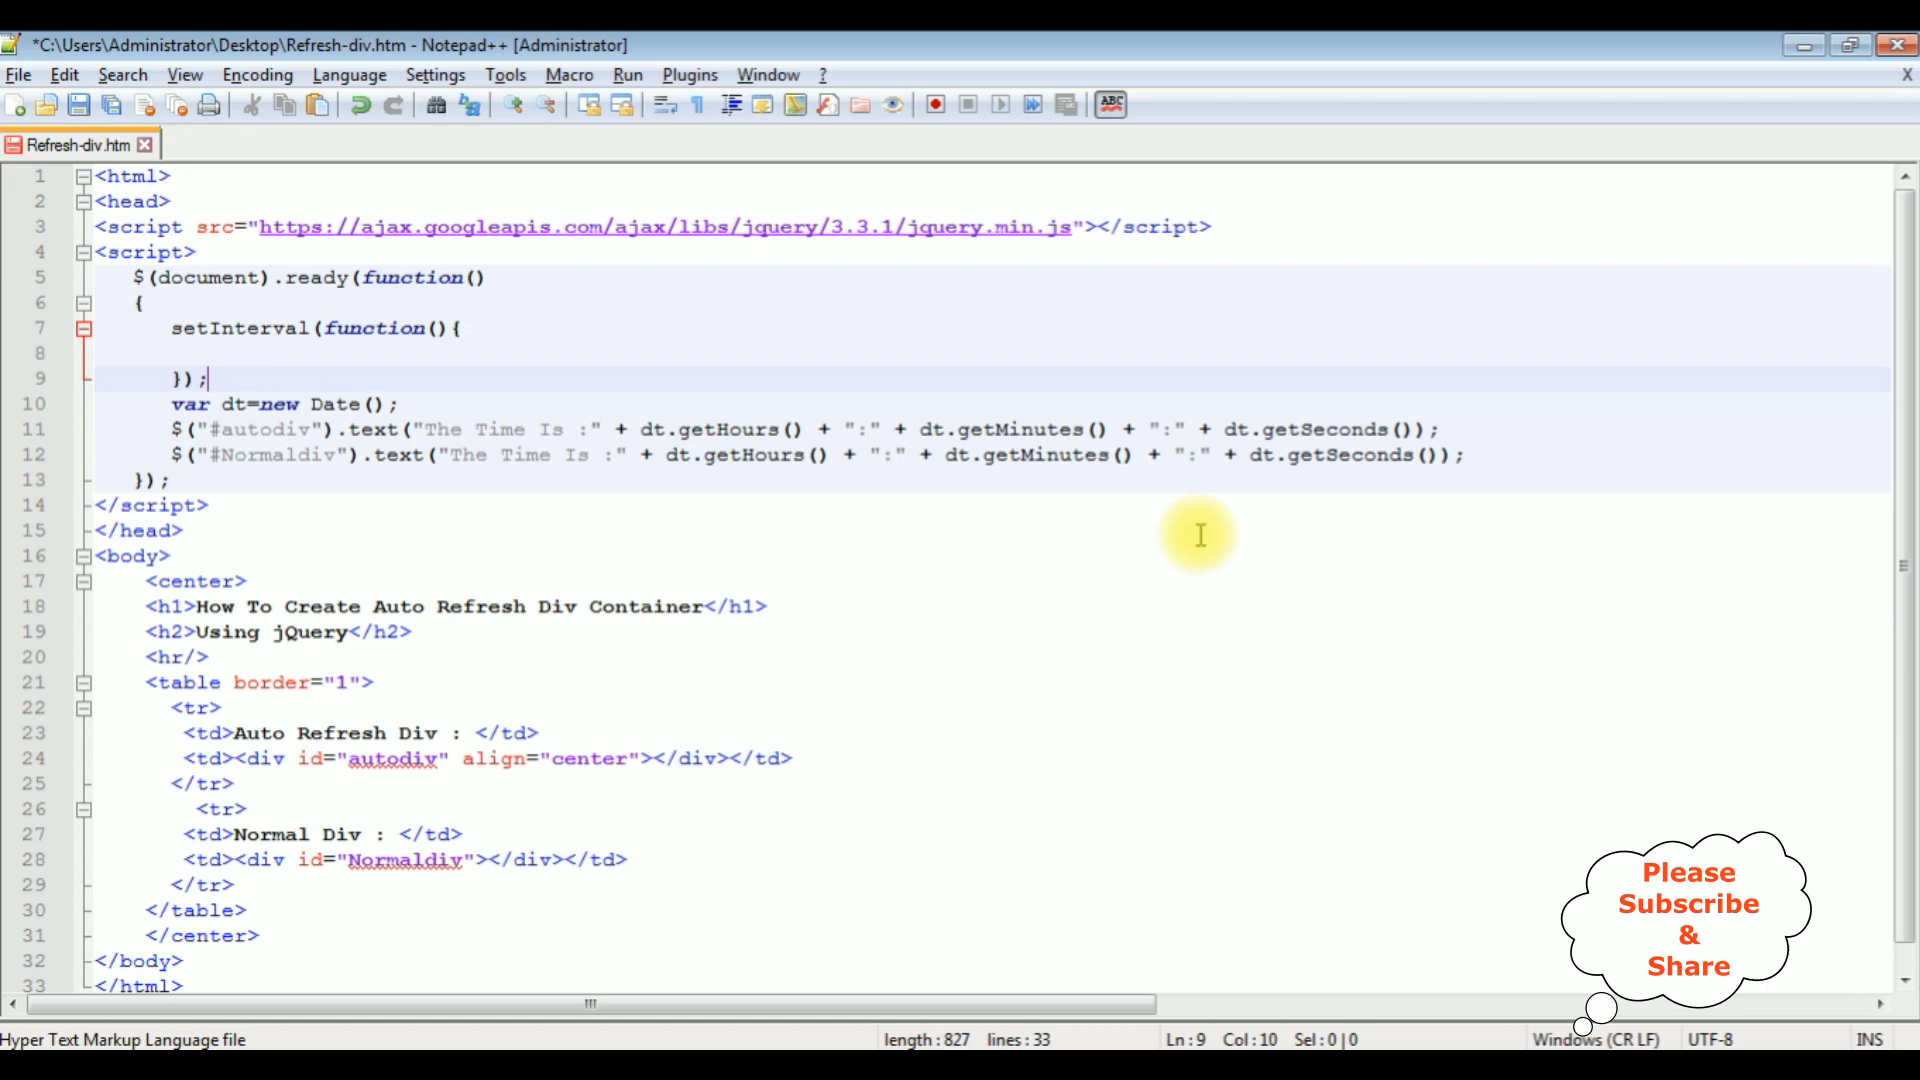 *C:\Users\Administrator\Desktop\Refresh-div.htm - Notepad++ [Administrator]
File Edit Search View Encoding Language Settings Tools Macro Run Plugins Window ? X
ABC
Refresh-div.htm
1 <html>
2 <head>
3 <script src="https://ajax.googleapis.com/ajax/libs/jquery/3.3.1/jquery.min.js"></script>
4 <script>
5 $(document).ready(function()
6 {
7 setInterval(function(){
8
9 });
10 var dt=new Date();
11 $("#autodiv").text("The Time Is :" + dt.getHours() + ":" + dt.getMinutes() + ":" + dt.getSeconds());
12 $("#Normaldiv").text("The Time Is :" + dt.getHours() + ":" + dt.getMinutes() + ":" + dt.getSeconds());
13 });
14 </script>
15 </head>
16 <body>
17 <center>
18 <h1>How To Create Auto Refresh Div Container</h1>
19 <h2>Using jQuery</h2>
20 <hr/>
21 <table border="1">
22 <tr>
23 <td>Auto Refresh Div : </td>
24 <td><div id="autodiv" align="center"></div></td>
25 </tr>
26 <tr>
27 <td>Normal Div : </td>
28 <td><div id="Normaldiv"></div></td>
29 </tr>
30 </table>
31 </center>
32 </body>
33 </html>
Please
Subscribe
&
Share
Hyper Text Markup Language file length : 827 lines : 33 Ln : 9 Col : 10 Sel : 0 | 0 Windows (CR LF) UTF-8 INS